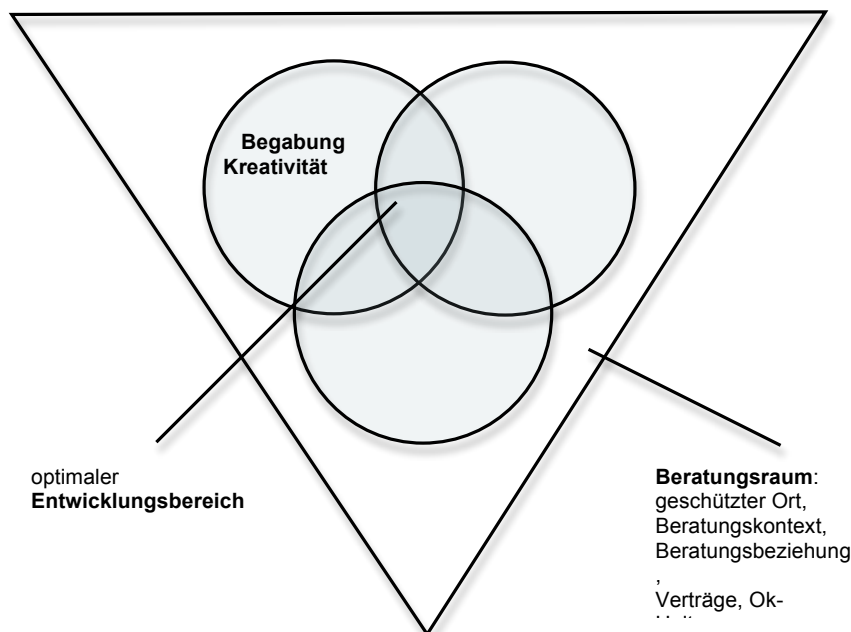 Begabung
Kreativität
optimaler
Entwicklungsbereich
Beratungsraum:
geschützter Ort,
Beratungskontext,
Beratungsbeziehung
,
Verträge, Ok-